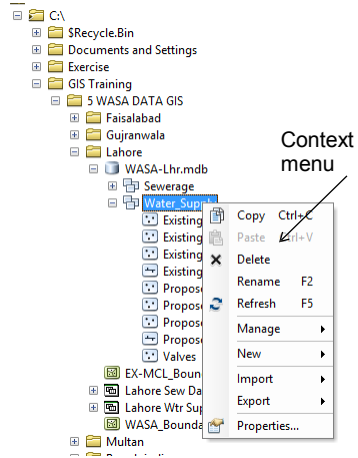 C:\
$Recycle.Bin
Documents and Settings
Exercise
GIS Training
5 WASA DATA GIS
Faisalabad
Gujranwala
Lahore
WASA-Lhr.mdb
Sewerage
Water_Supply
Existing
Existing
Existing
Existing
Propose
Propose
Propose
Propose
Valves
EX-MCL_Boun
Lahore Sew Da
Lahore Wtr Sup
WASA_Bounda
Multan
Context
menu
Copy Ctrl+C
Paste Ctrl+V
Delete
Rename F2
Refresh F5
Manage
New
Import
Export
Properties...